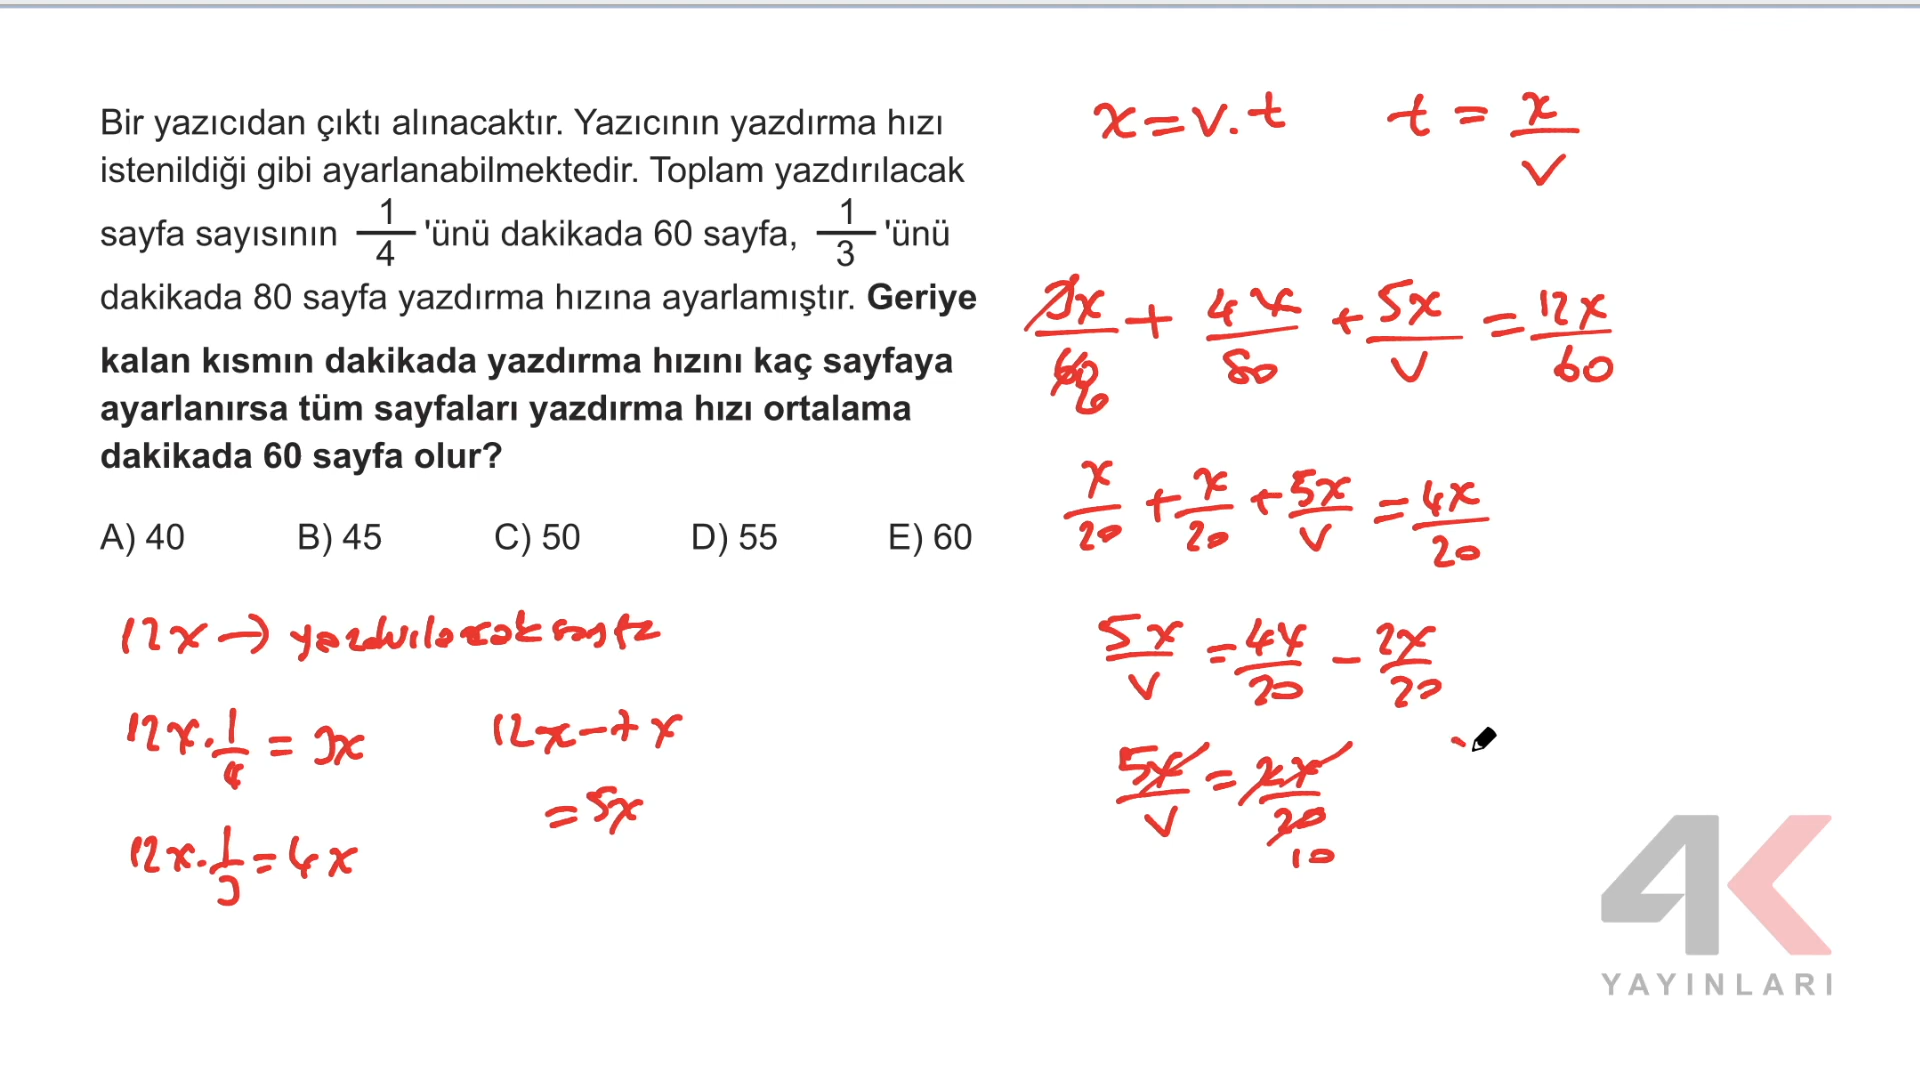 Bir yazıcıdan çıktı alınacaktır. Yazıcının yazdırma hızı
istenildiği gibi ayarlanabilmektedir. Toplam yazdırılacak
sayfa sayısının 1/4 'ünü dakikada 60 sayfa, 1/3 'ünü
dakikada 80 sayfa yazdırma hızına ayarlamıştır. Geriye
kalan kısmın dakikada yazdırma hızını kaç sayfaya
ayarlanırsa tüm sayfaları yazdırma hızı ortalama
dakikada 60 sayfa olur?
A) 40 B) 45 C) 50 D) 55 E) 60
12x → yazdırılacak
12x · 1/4 = 3x
12x · 1/3 = 4x
12x - 7x
= 5x
x = v.t t = x/v
3x/60 + 4x/80 + 5x/v = 12x/60
x/20 + x/20 + 5x/v = 4x/20
5x/v = 4x/20 - 2x/20
5x/v = 2x/20
10
4K
YAYINLARI